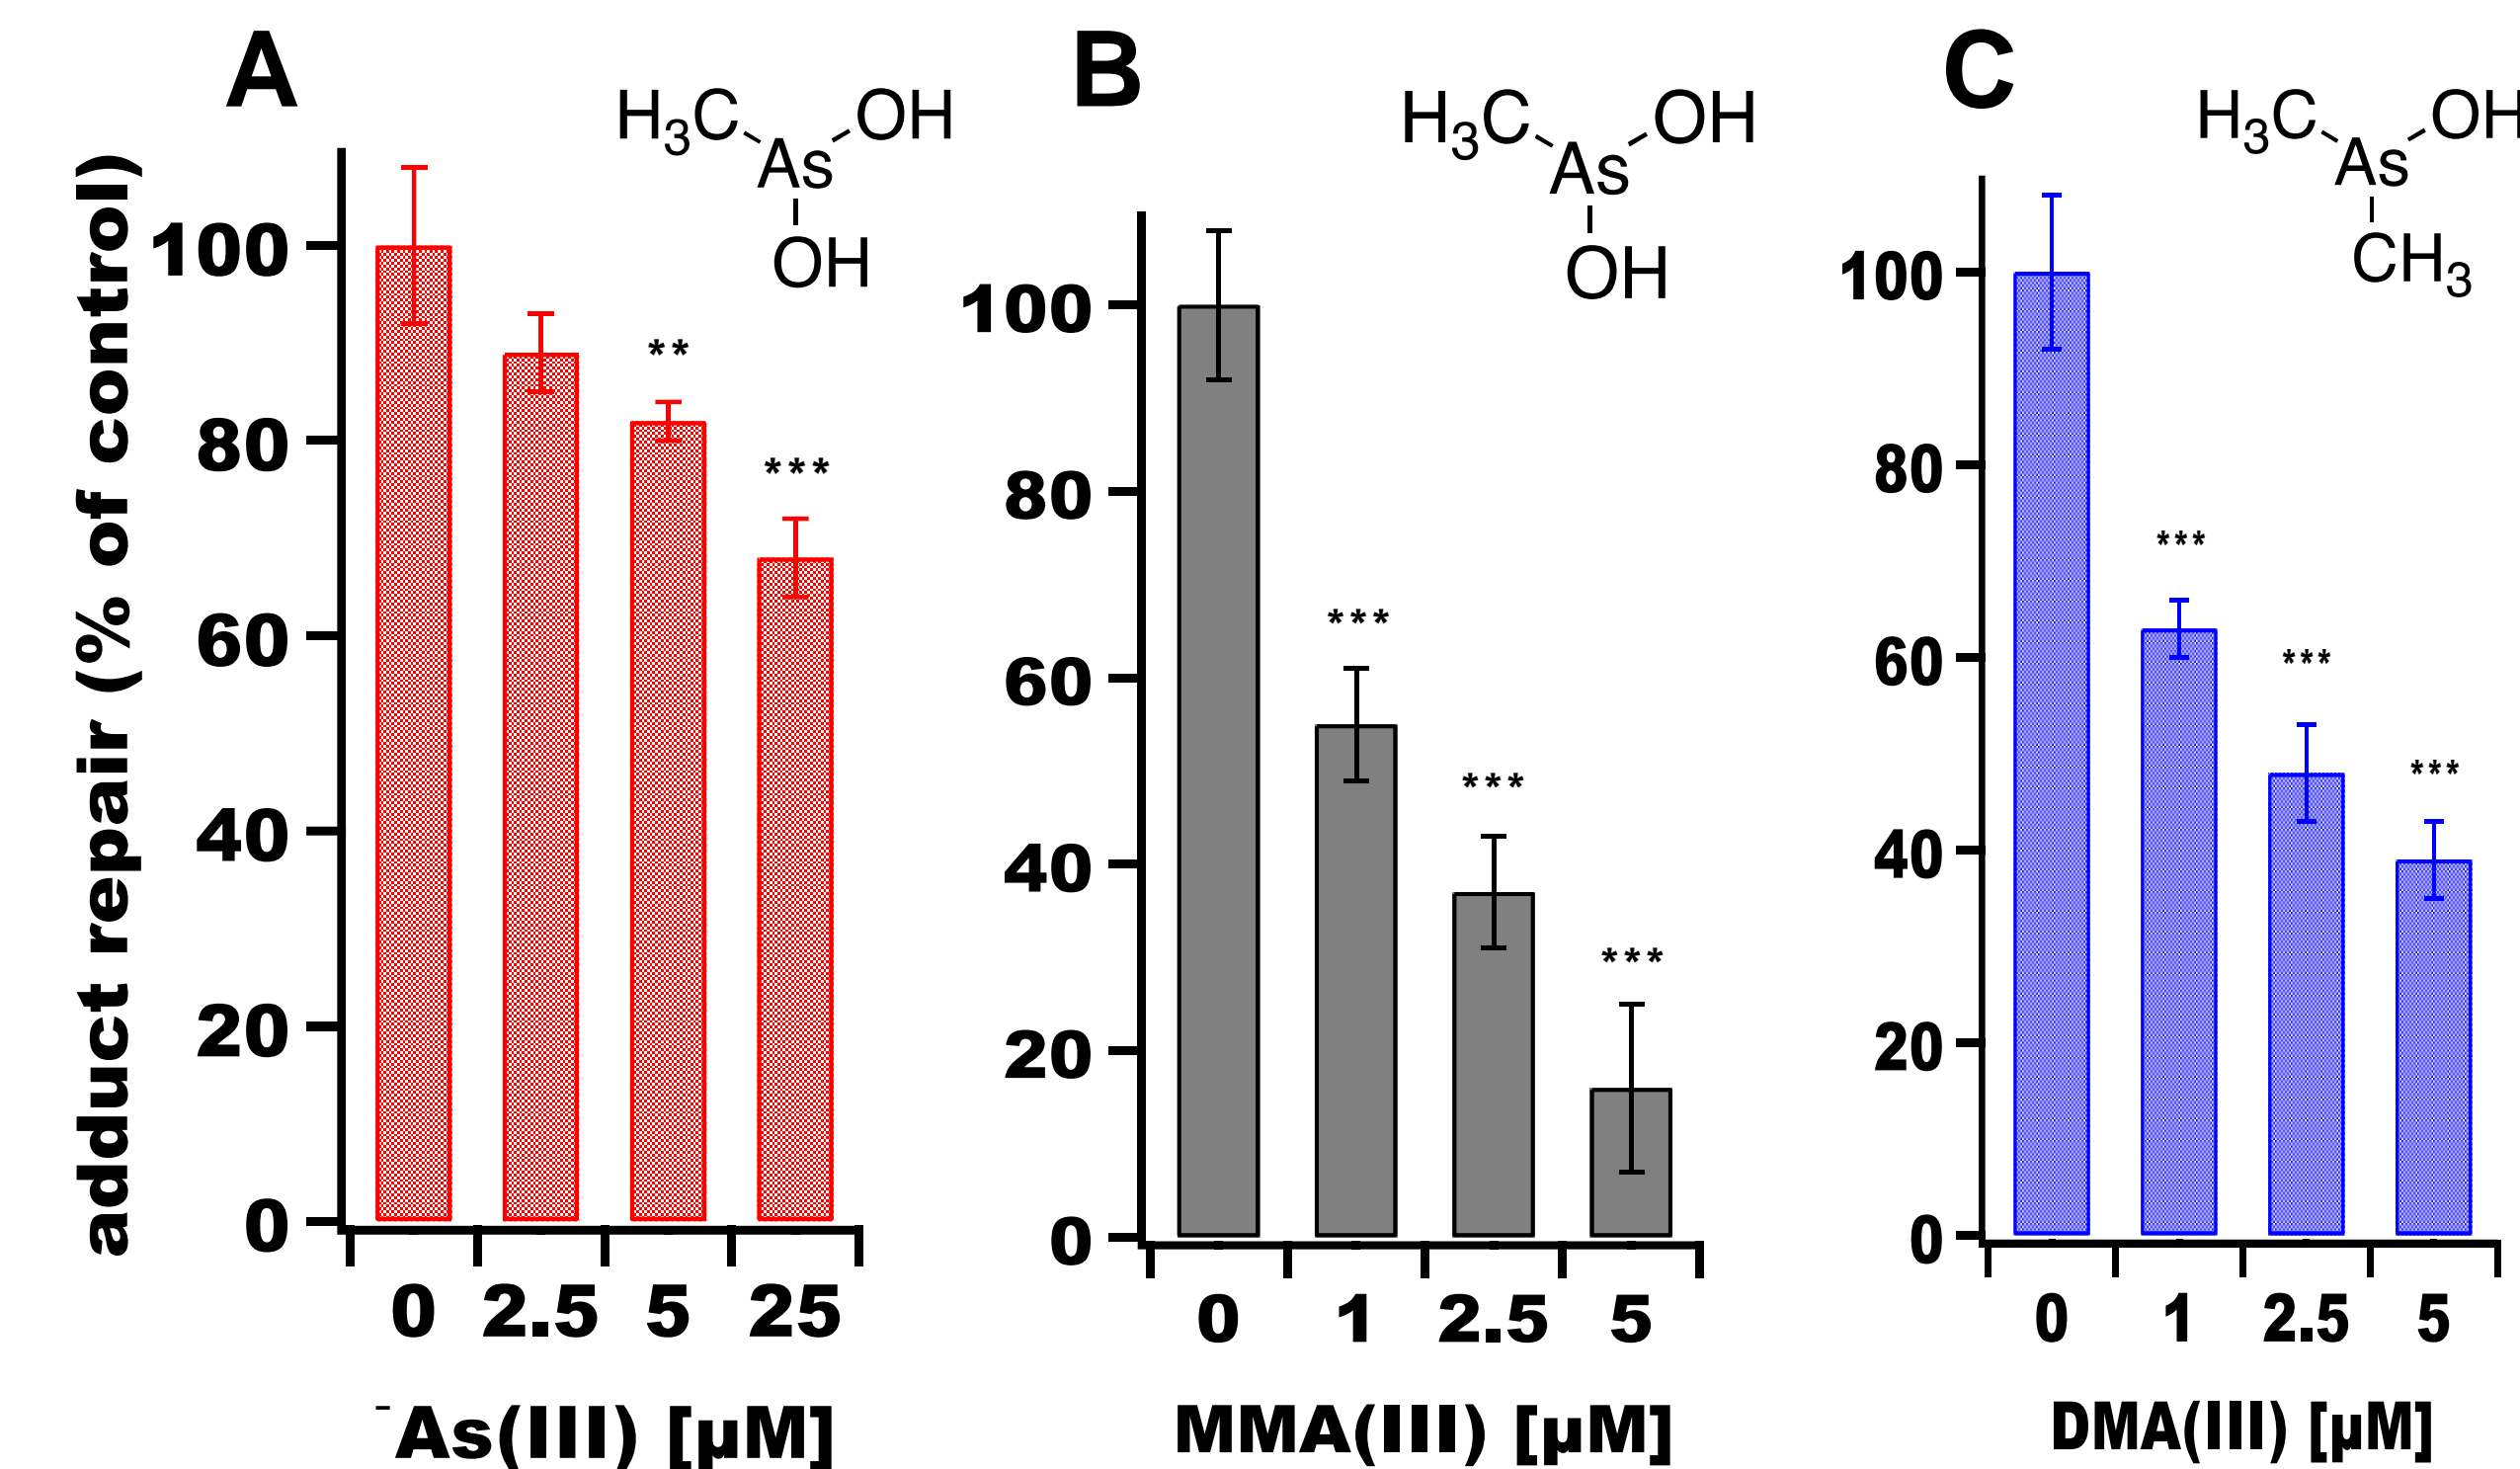 A
H3C
OH
As
OH
100
80
60
40
20
0
adduct repair (% of control)
**
***
0 2.5 5 25
-As(III) [µM]
B
H3C
OH
As
OH
100
80
60
40
20
0
***
***
***
0 1 2.5 5
MMA(III) [µM]
C
H3C
OH
As
CH3
100
80
60
40
20
0
***
***
***
0 1 2.5 5
DMA(III) [µM]